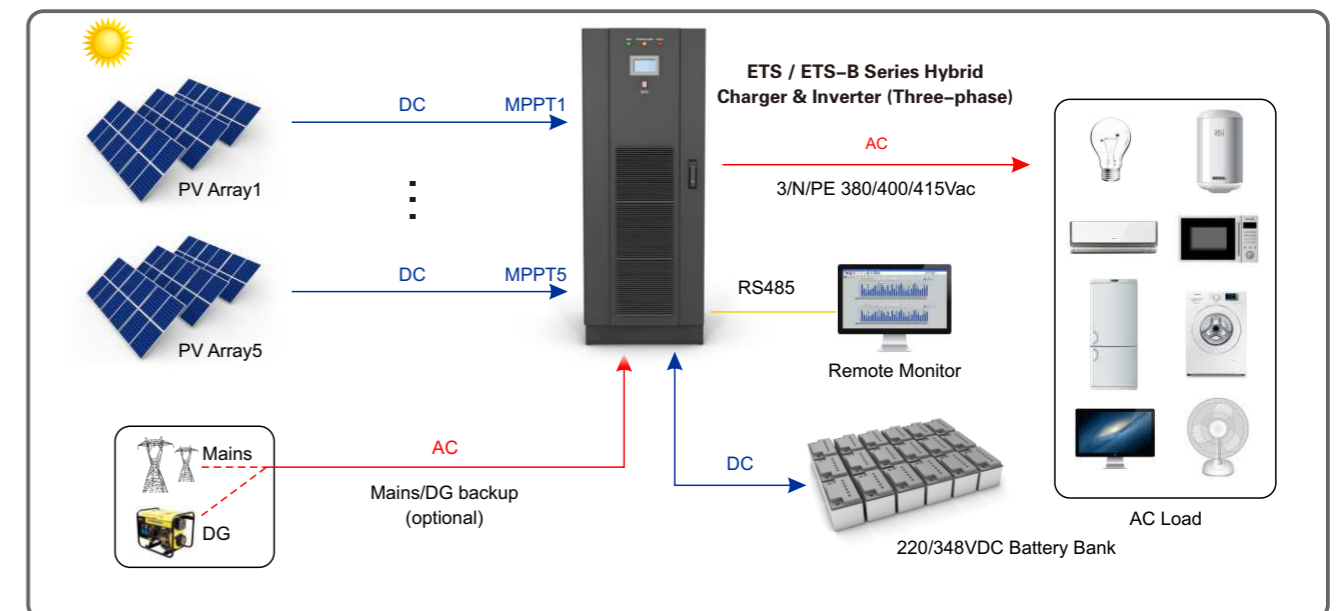 ETS / ETS–B Series Hybrid
Charger & Inverter (Three–phase)
DC
MPPT1
PV Array1
AC
3/N/PE 380/400/415Vac
DC
MPPT5
PV Array5
RS485
Remote Monitor
Mains
DG
AC
Mains/DG backup
(optional)
DC
220/348VDC Battery Bank
AC Load